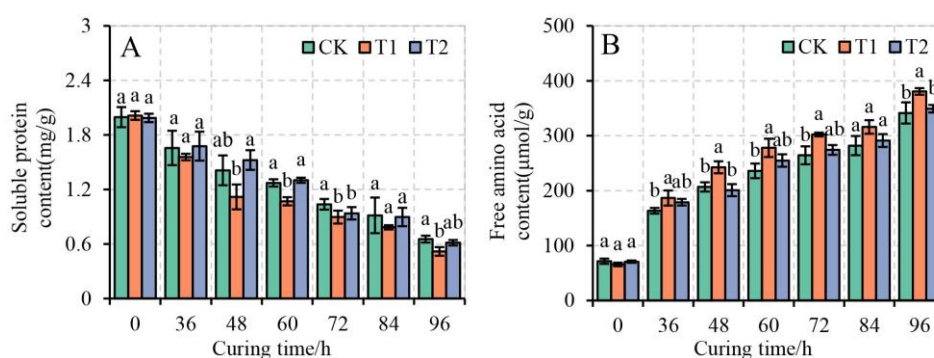 A
CK T1 T2
Soluble protein
content(mg/g)
3
2.4
1.8
1.2
0.6
0
a a a
a a a
ab b a
a b a
a b b
a a a
a b ab
0 36 48 60 72 84 96
Curing time/h
B
CK T1 T2
Free amino acid
content(μmol/g)
500
400
300
200
100
0
a a a
b a ab
b a b
b a ab
b a ab
a a a
b a b
0 36 48 60 72 84 96
Curing time/h